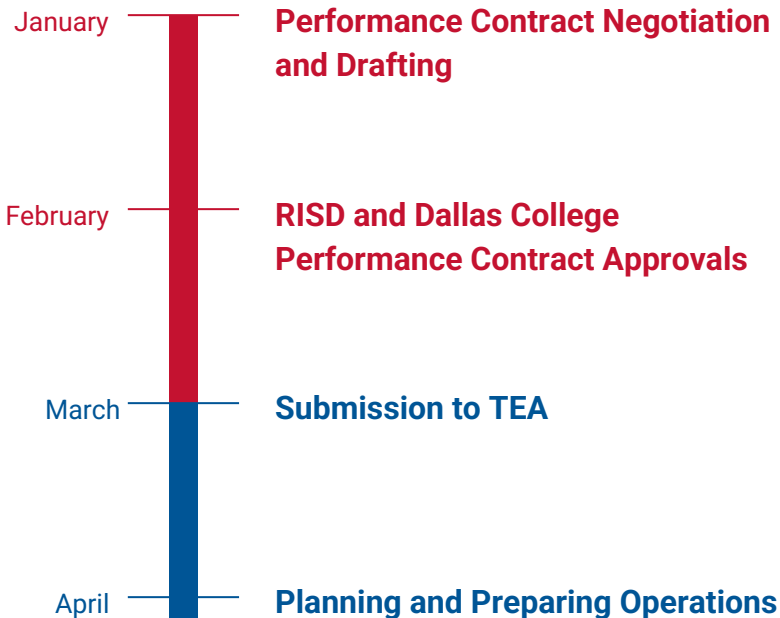 January
Performance Contract Negotiation
and Drafting
February
RISD and Dallas College
Performance Contract Approvals
March
Submission to TEA
April
Planning and Preparing Operations